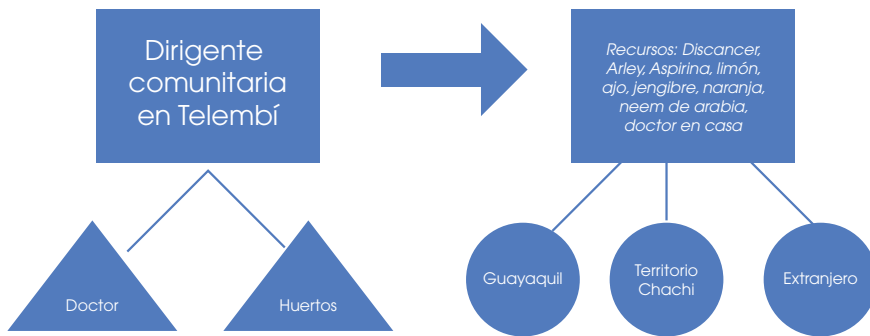 Dirigente
comunitaria
en Telembí
Recursos: Discancer,
Arley, Aspirina, limón,
ajo, jengibre, naranja,
neem de arabia,
doctor en casa
Doctor
Huertos
Guayaquil
Territorio
Chachi
Extranjero